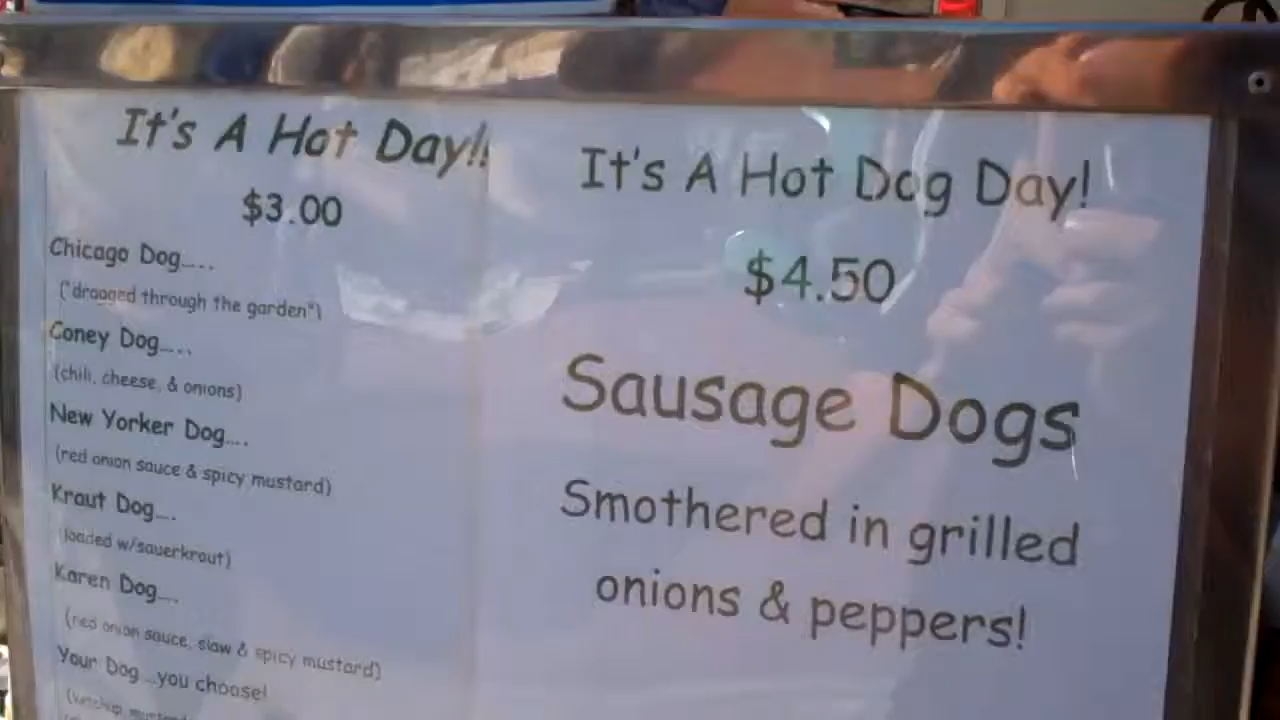 It's A Hot Day!!
$3.00
Chicago Dog.....
("dragged through the garden")
Coney Dog.....
(chili, cheese, & onions)
New Yorker Dog....
(red onion sauce & spicy mustard)
Kraut Dog....
loaded w/sauerkraut)
Karen Dog....
(red onion sauce, slaw & spicy mustard)
Your Dog...you choose!
(ketchup, mustard
It's A Hot Dog Day!
$4.50
Sausage Dogs
Smothered in grilled
onions & peppers!